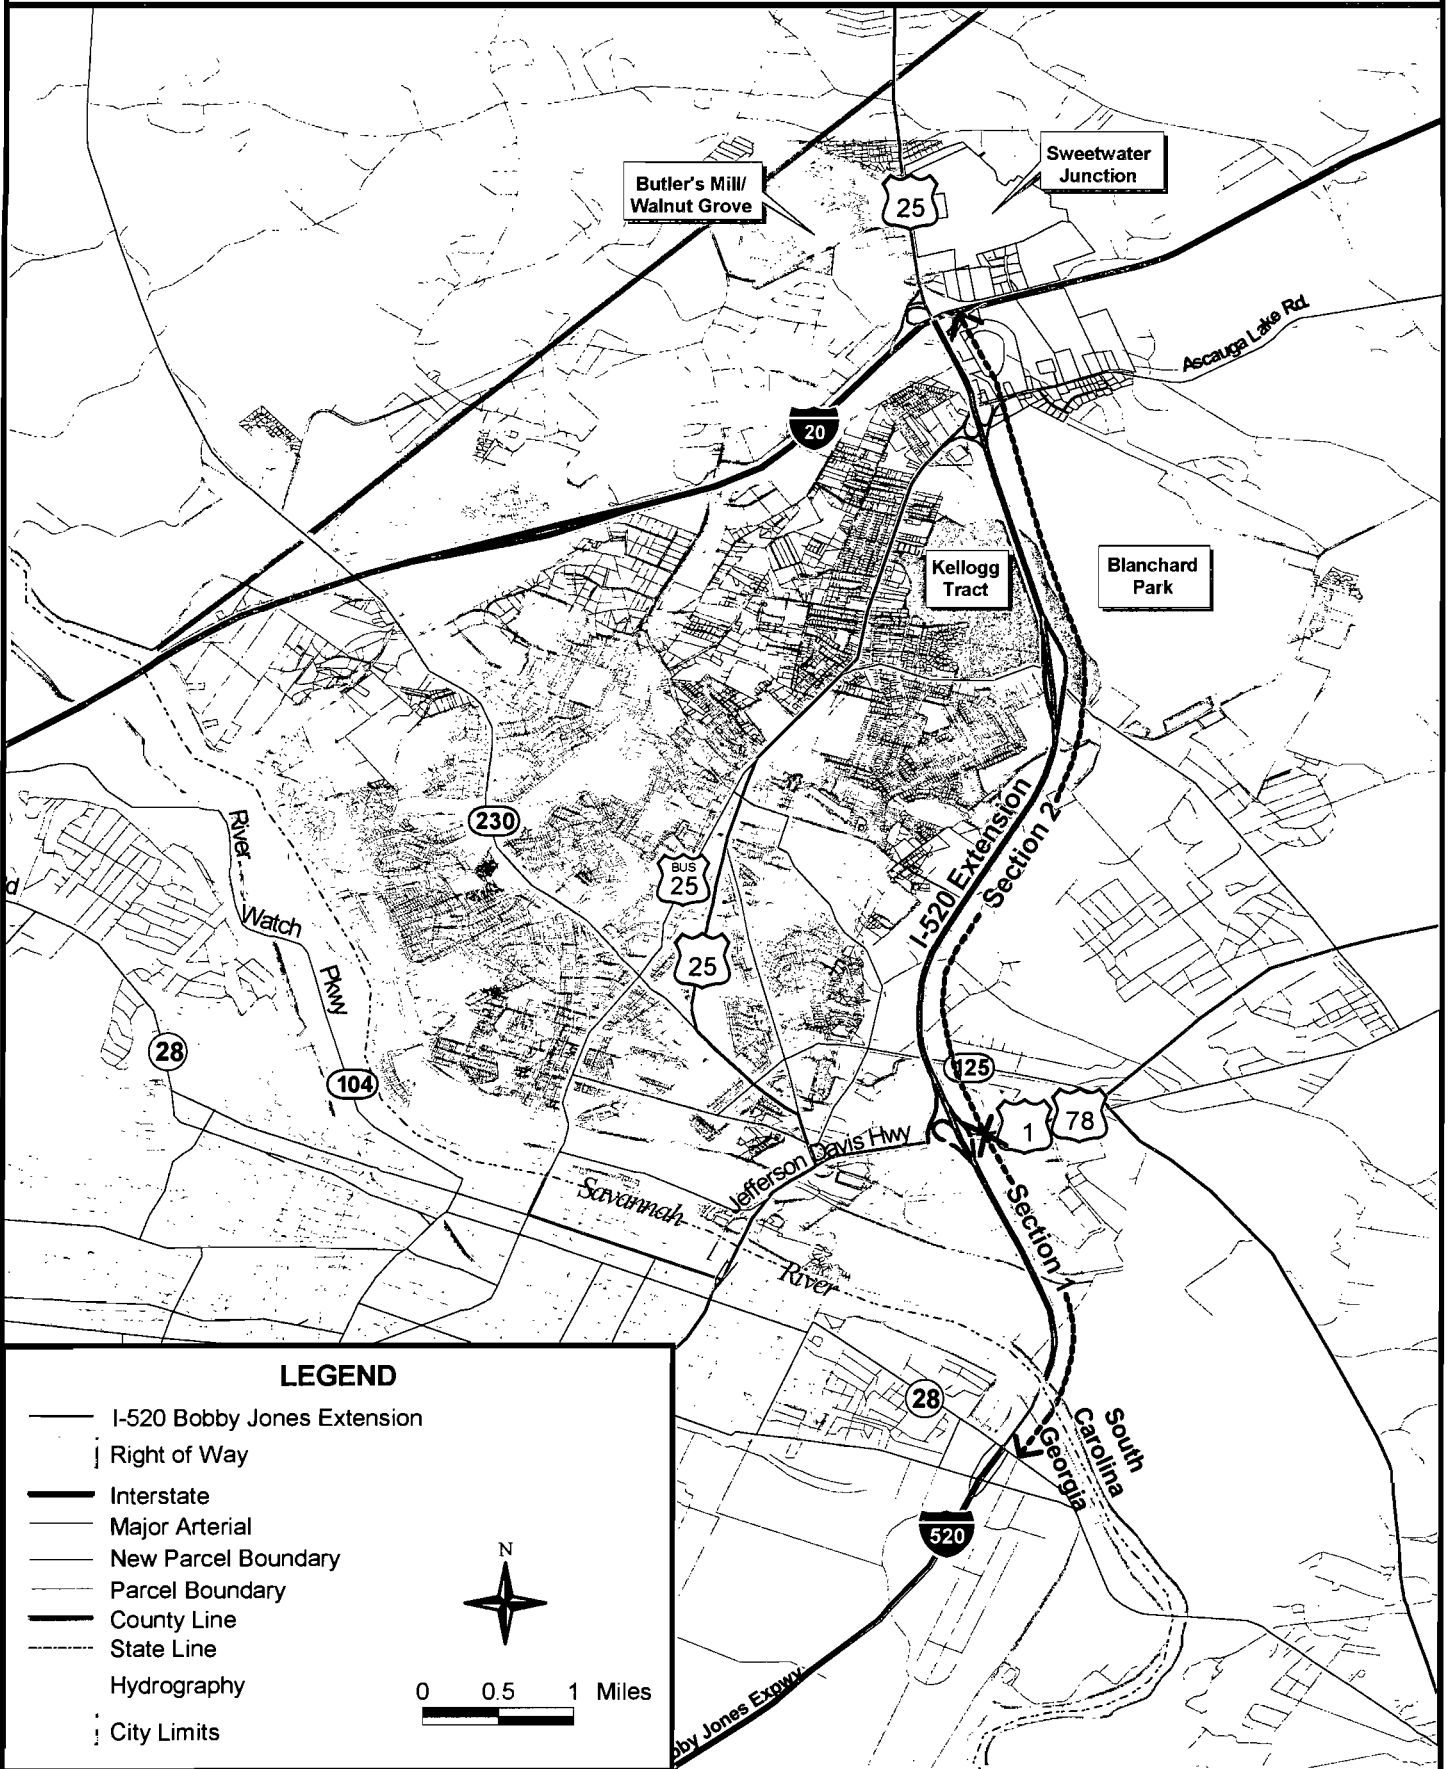 Sweetwater
Junction
Butler's Mill/
Walnut Grove
25
Ascauga Lake Rd.
20
Kellogg
Tract
Blanchard
Park
I-520 Extension
Section 2
River
230
BUS
25
Watch
25
Pkwy
28
125
104
1
78
Jefferson Davis Hwy
Savannah
Section 1
River
28
South
Carolina
Georgia
520
bby Jones Expwy
LEGEND
I-520 Bobby Jones Extension
Right of Way
Interstate
Major Arterial
New Parcel Boundary
Parcel Boundary
County Line
State Line
Hydrography
City Limits
N
0 0.5 1 Miles